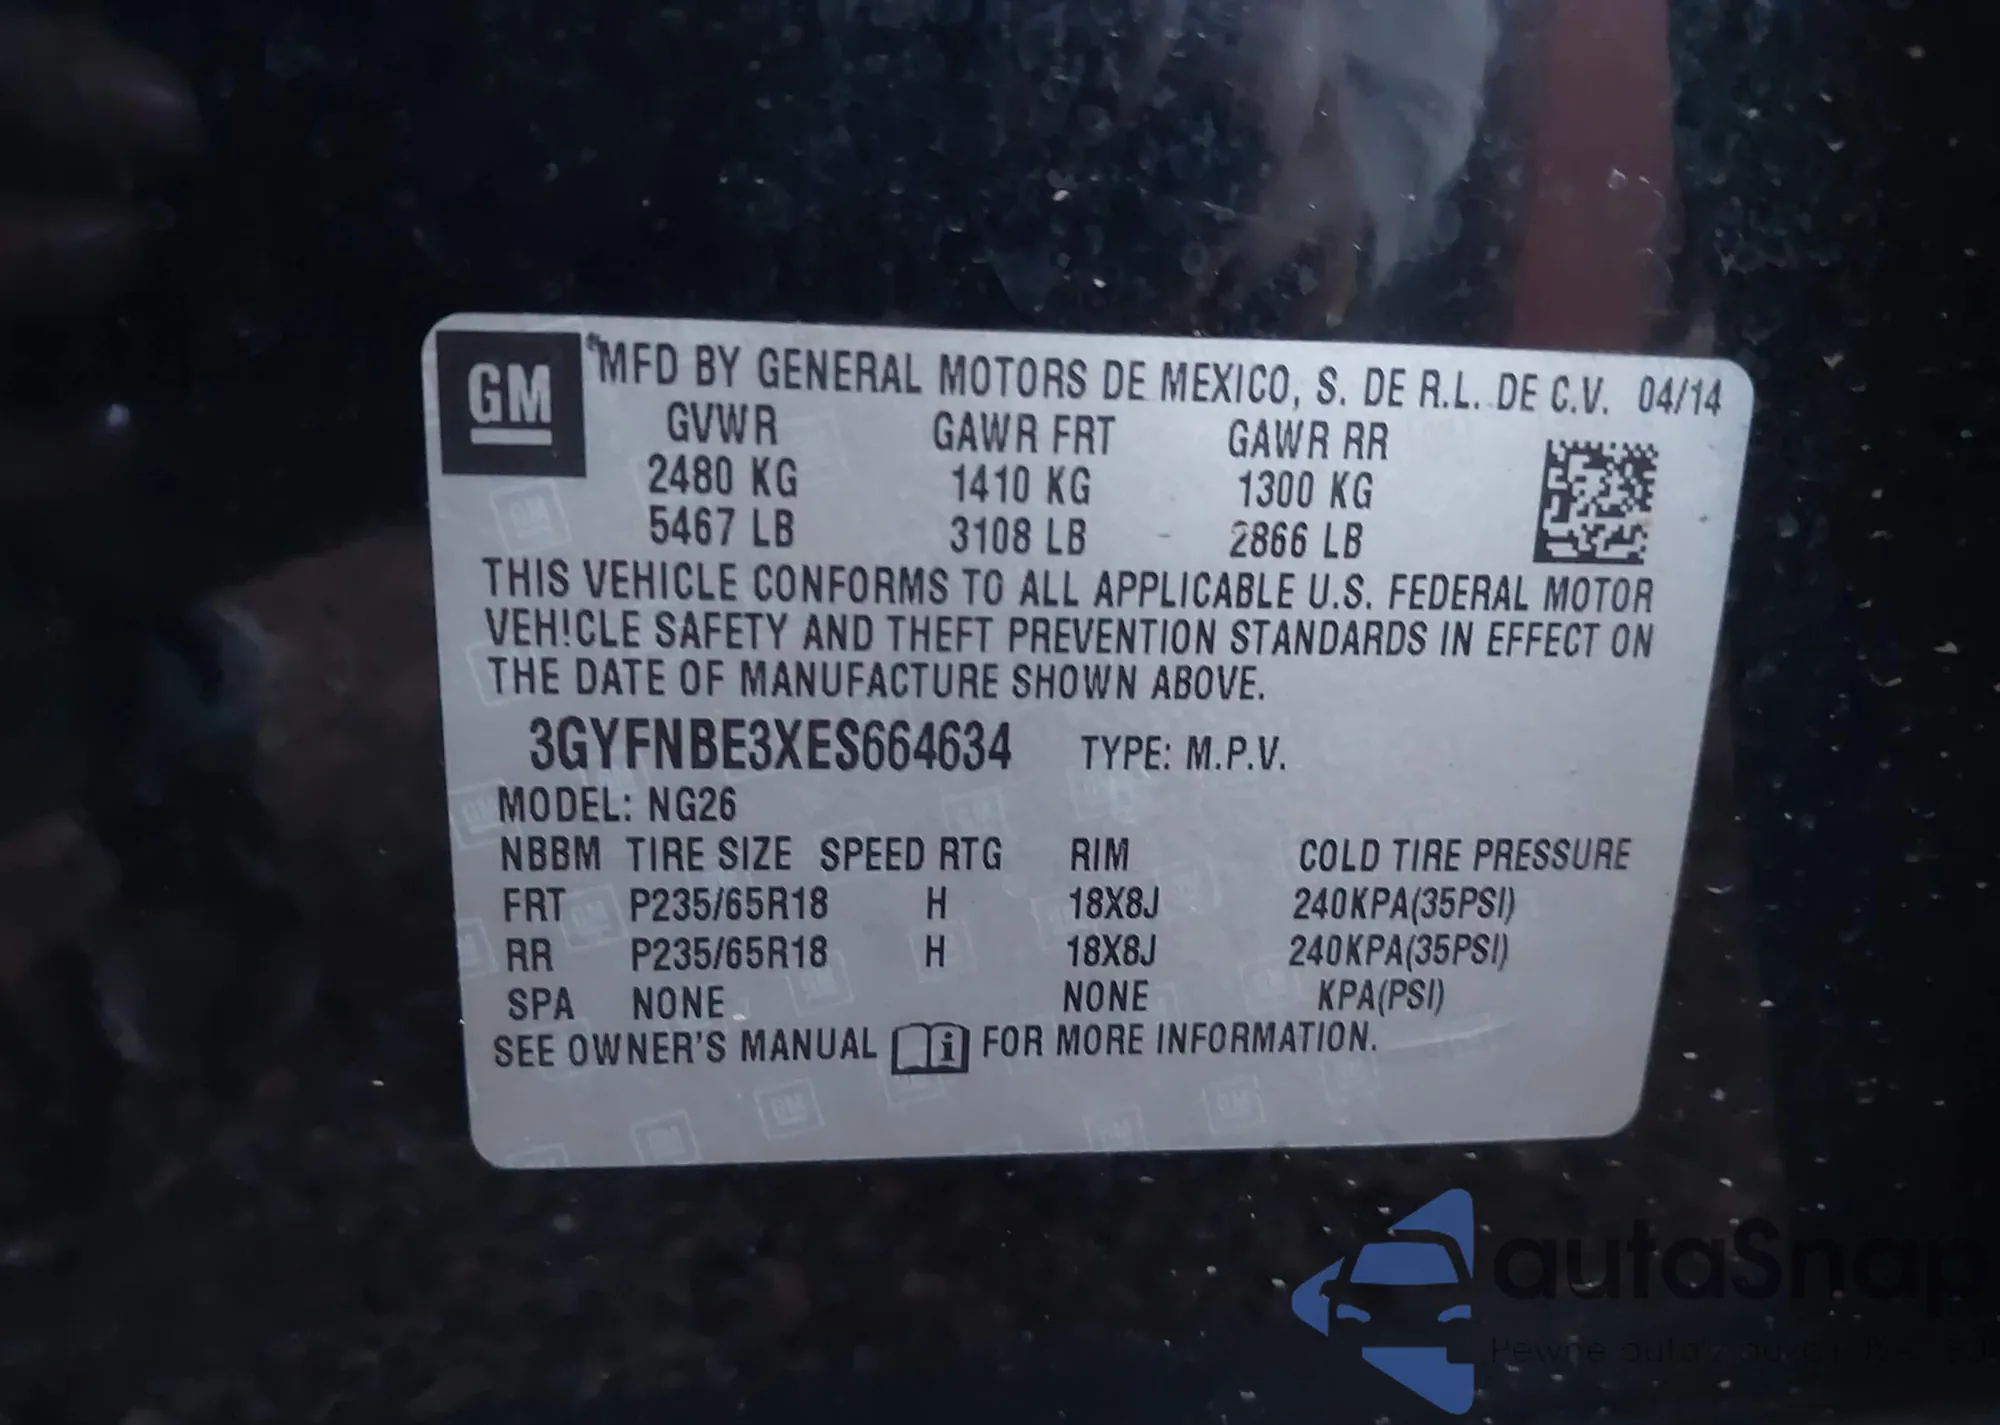 GM
MFD BY GENERAL MOTORS DE MEXICO, S. DE R.L. DE C.V. 04/14
GVWR GAWR FRT GAWR RR
2480 KG 1410 KG 1300 KG
5467 LB 3108 LB 2866 LB
THIS VEHICLE CONFORMS TO ALL APPLICABLE U.S. FEDERAL MOTOR
VEH!CLE SAFETY AND THEFT PREVENTION STANDARDS IN EFFECT ON
THE DATE OF MANUFACTURE SHOWN ABOVE.
3GYFNBE3XES664634 TYPE: M.P.V.
MODEL: NG26
NBBM TIRE SIZE SPEED RTG RIM COLD TIRE PRESSURE
FRT P235/65R18 H 18X8J 240KPA(35PSI)
RR P235/65R18 H 18X8J 240KPA(35PSI)
SPA NONE NONE KPA(PSI)
SEE OWNER'S MANUAL i FOR MORE INFORMATION.
autaSnap
Pewne auta z